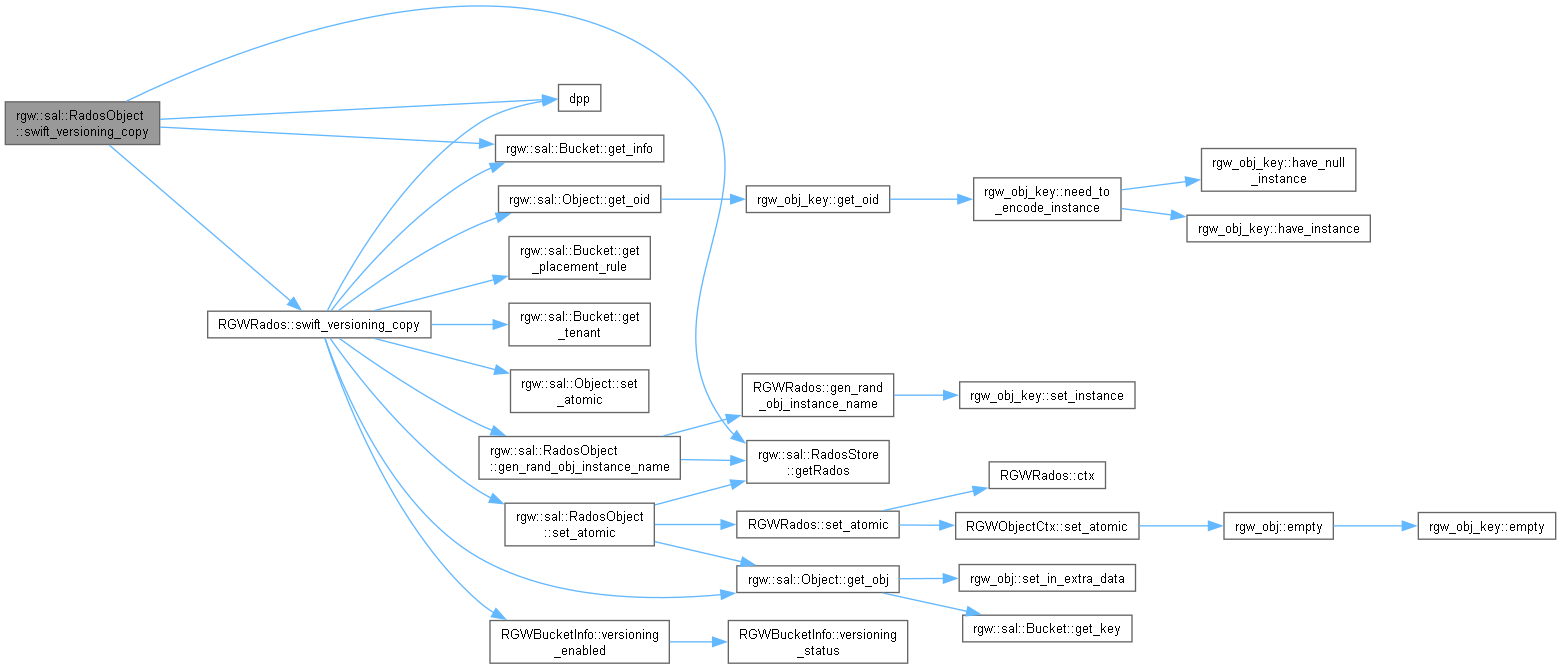 rgw::sal::RadosObject
::swift_versioning_copy
dpp
rgw::sal::Bucket::get_info
rgw::sal::Object::get_oid
rgw_obj_key::get_oid
rgw_obj_key::need_to
_encode_instance
rgw_obj_key::have_null
_instance
rgw_obj_key::have_instance
rgw::sal::Bucket::get
_placement_rule
RGWRados::swift_versioning_copy
rgw::sal::Bucket::get
_tenant
rgw::sal::Object::set
_atomic
RGWRados::gen_rand
_obj_instance_name
rgw_obj_key::set_instance
rgw::sal::RadosObject
::gen_rand_obj_instance_name
rgw::sal::RadosStore
::getRados
RGWRados::ctx
rgw::sal::RadosObject
::set_atomic
RGWRados::set_atomic
RGWObjectCtx::set_atomic
rgw_obj::empty
rgw_obj_key::empty
rgw::sal::Object::get_obj
rgw_obj::set_in_extra_data
rgw::sal::Bucket::get_key
RGWBucketInfo::versioning
_enabled
RGWBucketInfo::versioning
_status